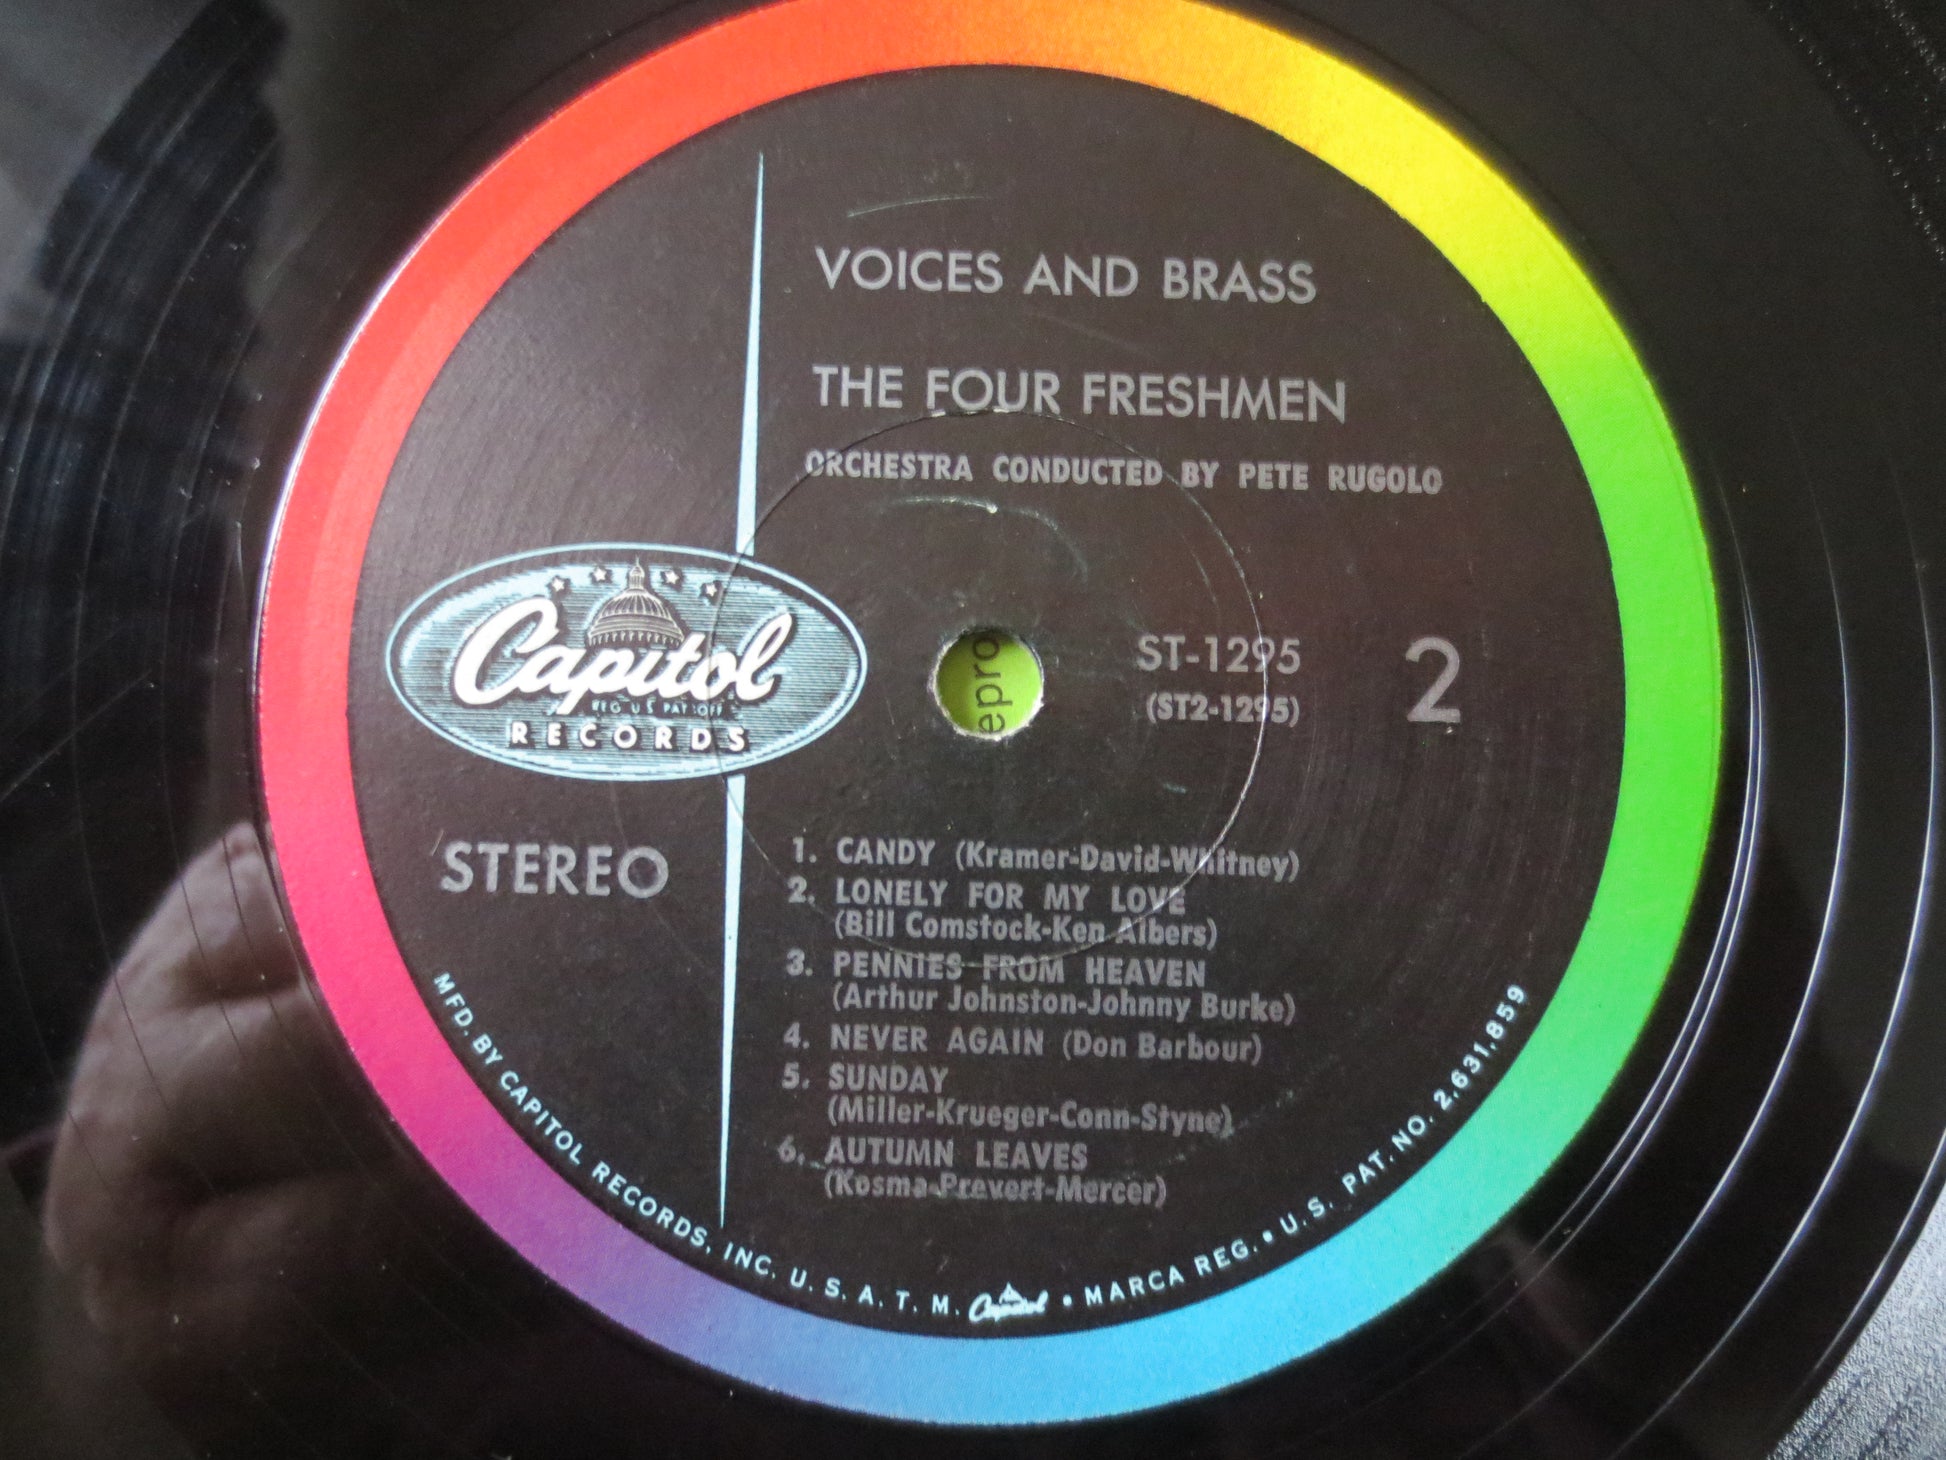 VOICES AND BRASS
THE FOUR FRESHMEN
ORCHESTRA CONDUCTED BY PETE RUGOLO
Capitol
REG. U.S. PAT. OFF.
RECORDS
epro
ST-1295
(ST2-1295)
2
STEREO
1. CANDY (Kramer-David-Whitney)
2. LONELY FOR MY LOVE
(Bill Comstock-Ken Albers)
3. PENNIES FROM HEAVEN
(Arthur Johnston-Johnny Burke)
4. NEVER AGAIN (Don Barbour)
5. SUNDAY
(Miller-Krueger-Conn-Styne)
6. AUTUMN LEAVES
(Kosma-Prevert-Mercer)
MFD. BY CAPITOL RECORDS, INC. U. S. A. T. M. Capitol • MARCA REG. • U. S. PAT. NO. 2,631,859